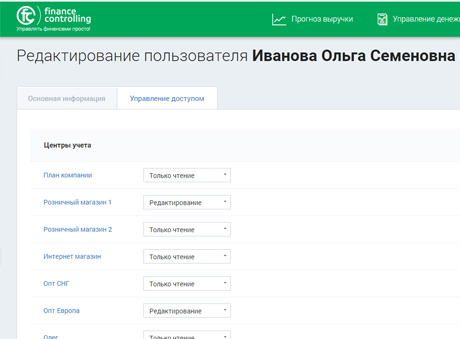 finance
controlling
Управлять финансами просто!
Прогноз выручки
Управление
Редактирование пользователя Иванова Ольга Семеновна
Основная информация
Управление доступом
Центры учета
План компании
Только чтение
Розничный магазин 1
Редактирование
Розничный магазин 2
Только чтение
Интернет магазин
Только чтение
Опт СНГ
Только чтение
Опт Европа
Редактирование
Только чтение